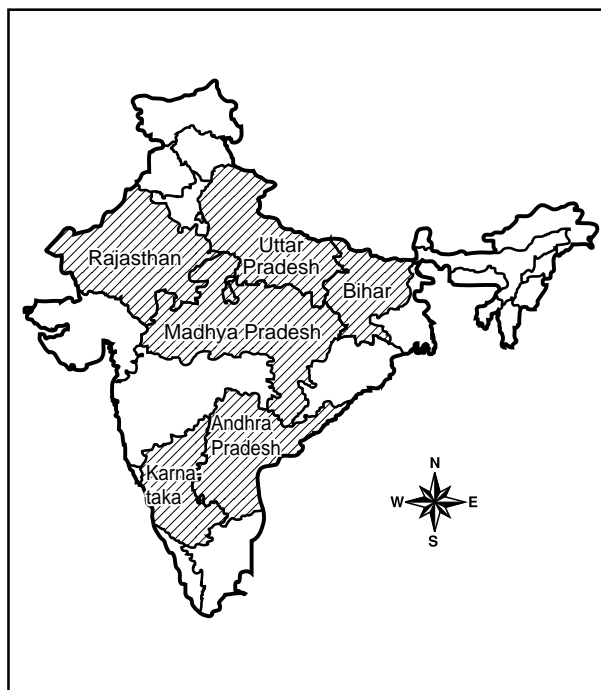 Rajasthan
Uttar
Pradesh
Bihar
Madhya Pradesh
Andhra
Pradesh
Karna-
taka
N
W E
S